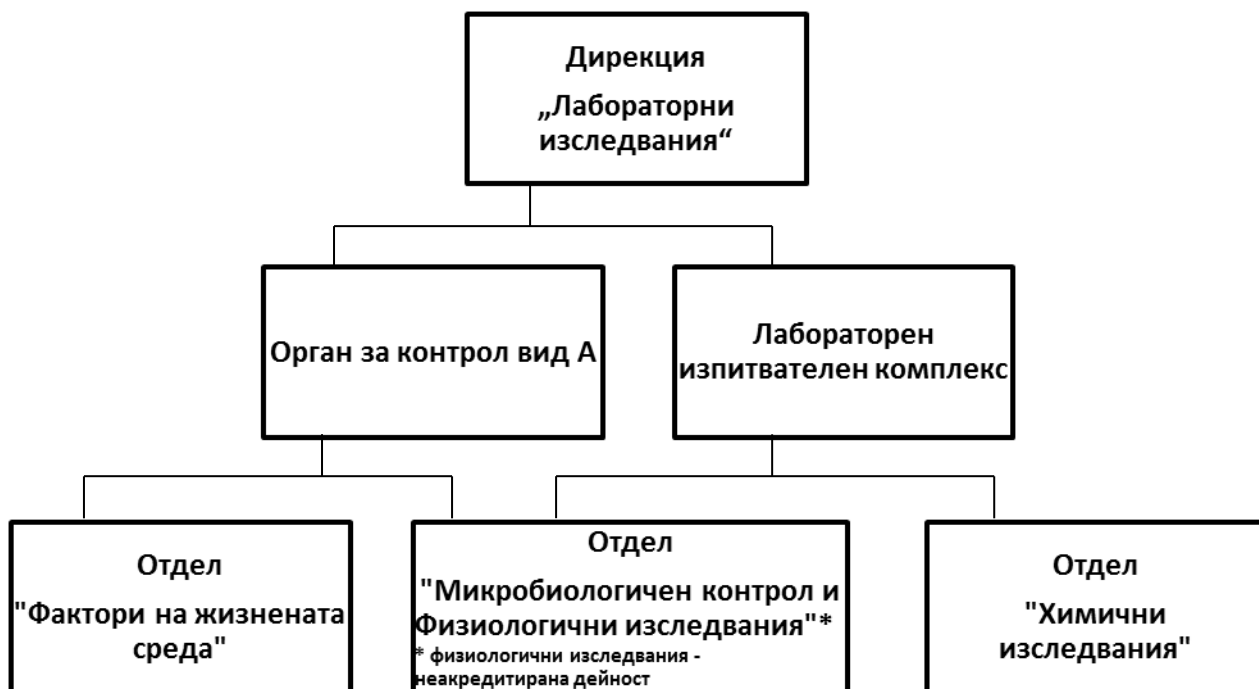 Дирекция
„Лабораторни
изследвания“
Орган за контрол вид А
Лабораторен
изпитвателен комплекс
Отдел
"Фактори на жизнената
среда"
Отдел
"Микробиологичен контрол и
Физиологични изследвания"*
* физиологични изследвания -
неакредитирана дейност
Отдел
"Химични
изследвания"